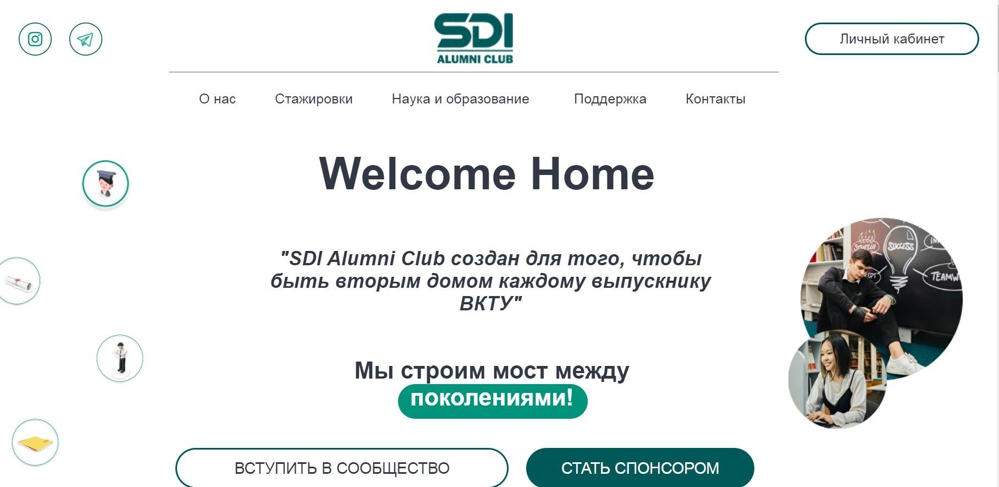 SDI
ALUMNI CLUB
Личный кабинет
О нас
Стажировки
Наука и образование
Поддержка
Контакты
Welcome Home
"SDI Alumni Club создан для того, чтобы
быть вторым домом каждому выпускнику
ВКТУ"
STRATEGY
SUCCESS
TEAMW
Мы строим мост между
поколениями!
ВСТУПИТЬ В СООБЩЕСТВО
СТАТЬ СПОНСОРОМ